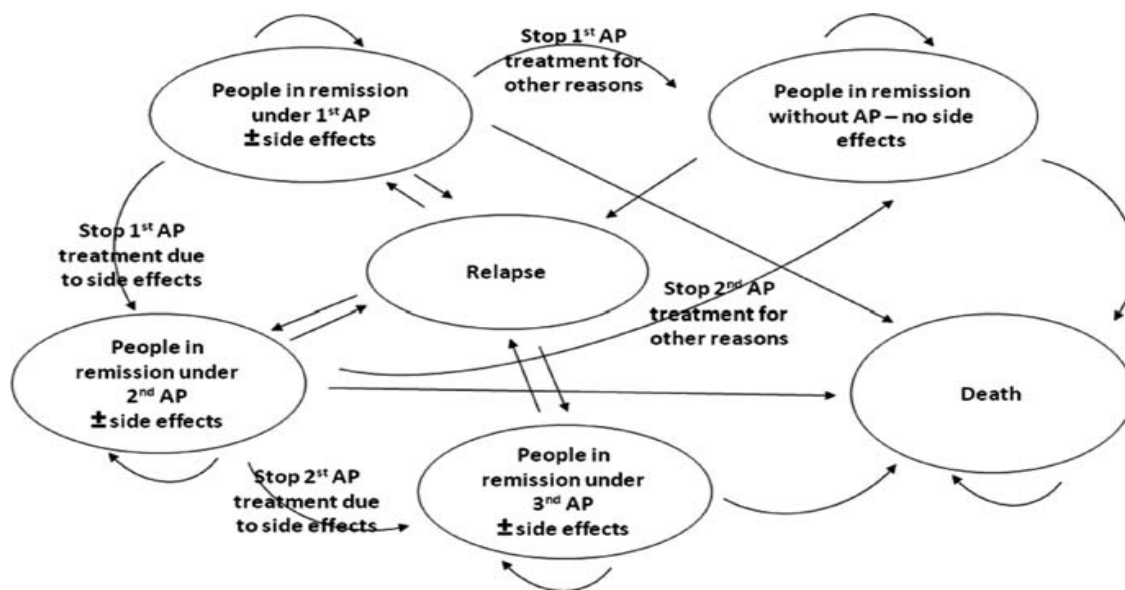 People in remission
under 1st AP
± side effects
Stop 1st AP
treatment for
other reasons
People in remission
without AP – no side
effects
Stop 1st AP
treatment due
to side effects
Relapse
Stop 2nd AP
treatment for
other reasons
People in
remission under
2nd AP
± side effects
Death
Stop 2st AP
treatment due
to side effects
People in
remission under
3nd AP
± side effects